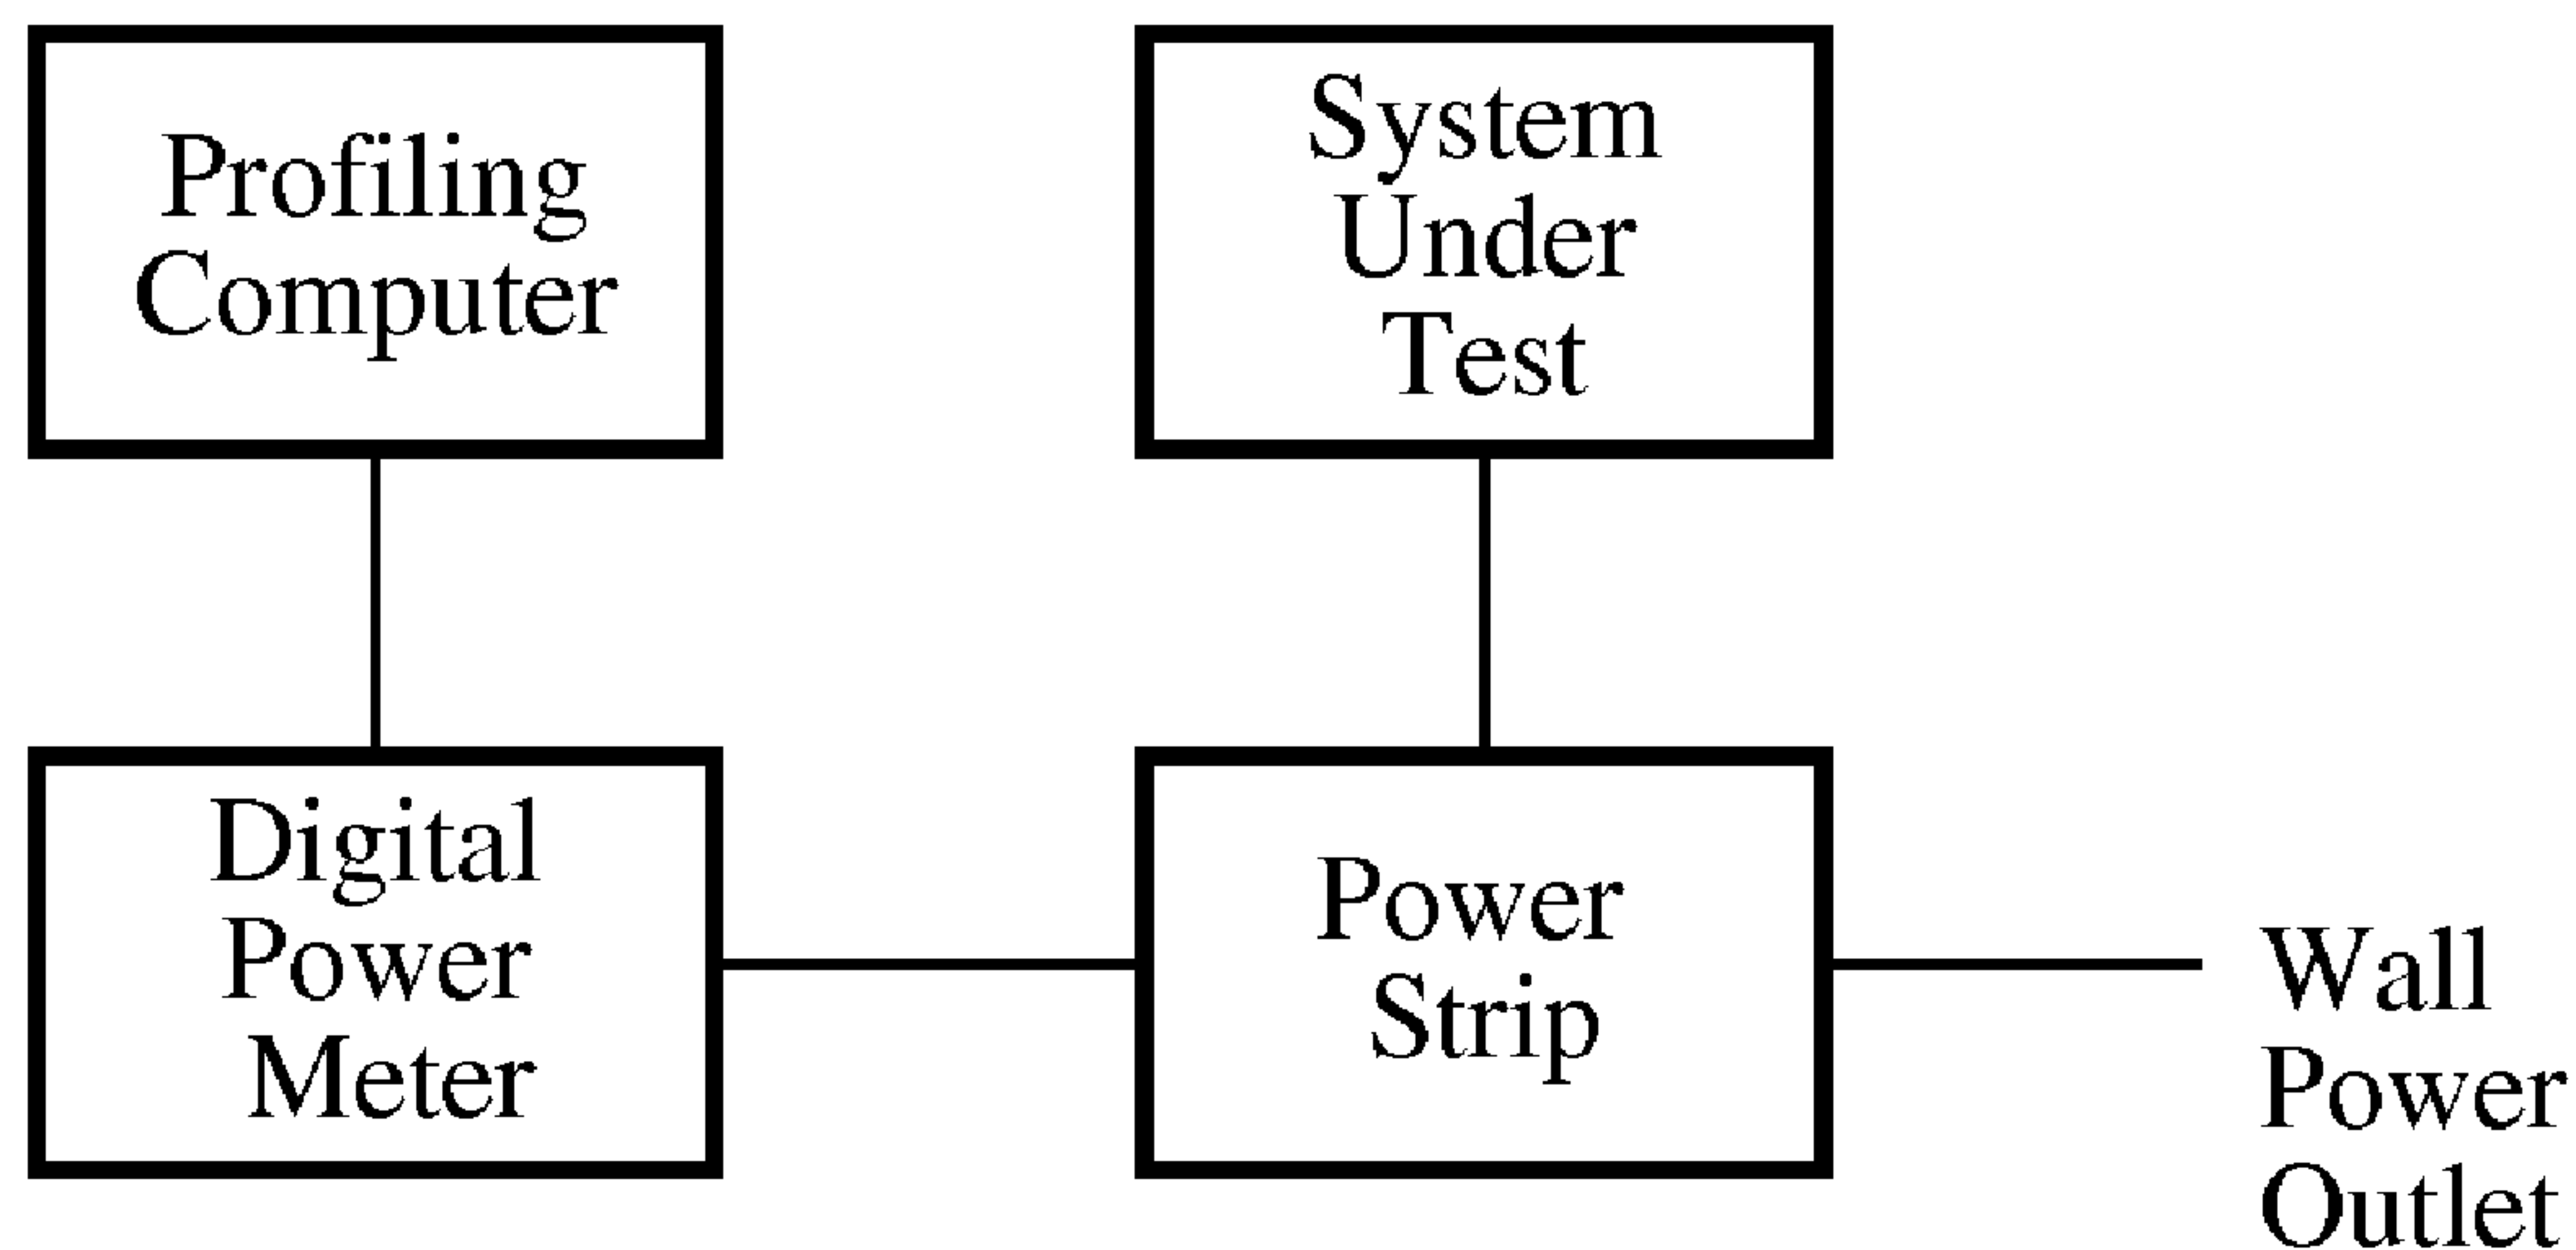 Profiling
Computer
System
Under
Test
Digital
Power
Meter
Power
Strip
Wall
Power
Outlet